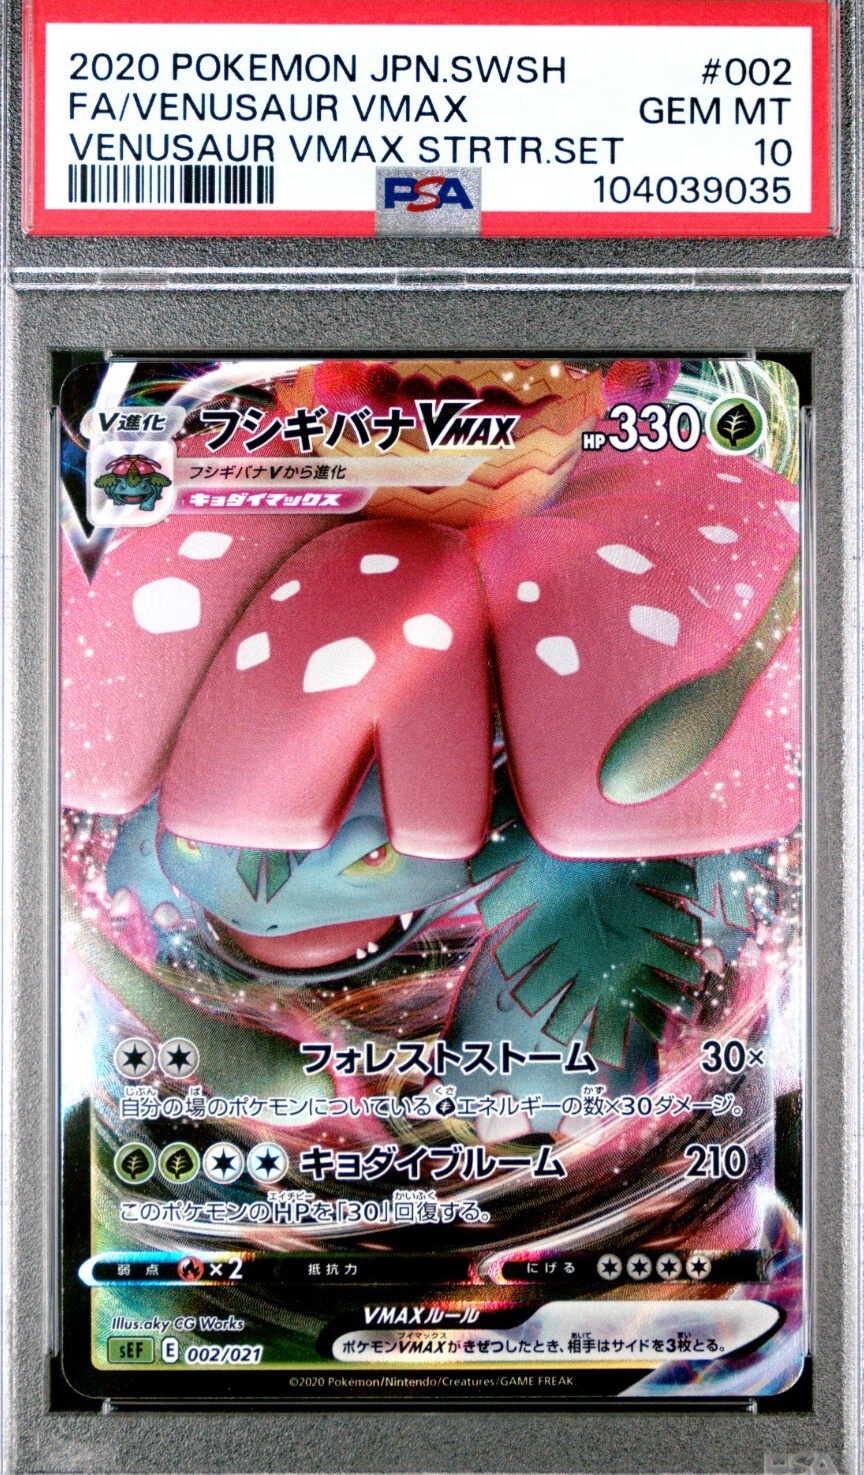 2020 POKEMON JPN.SWSH #002
FA/VENUSAUR VMAX GEM MT
VENUSAUR VMAX STRTR.SET 10
PSA 104039035
V進化 フシギバナVMAX HP330
フシギバナVから進化
キョダイマックス
フォレストストーム 30×
自分の場のポケモンについているエネルギーの数×30ダメージ。
キョダイブルーム 210
このポケモンのHPを「30」回復する。
弱点 ×2 抵抗力 にげる
Illus.aky CG Works VMAXルール
sEF E 002/021 ポケモンVMAXがきぜつしたとき、相手はサイドを3枚とる。
©2020 Pokémon/Nintendo/Creatures/GAME FREAK.
PSA